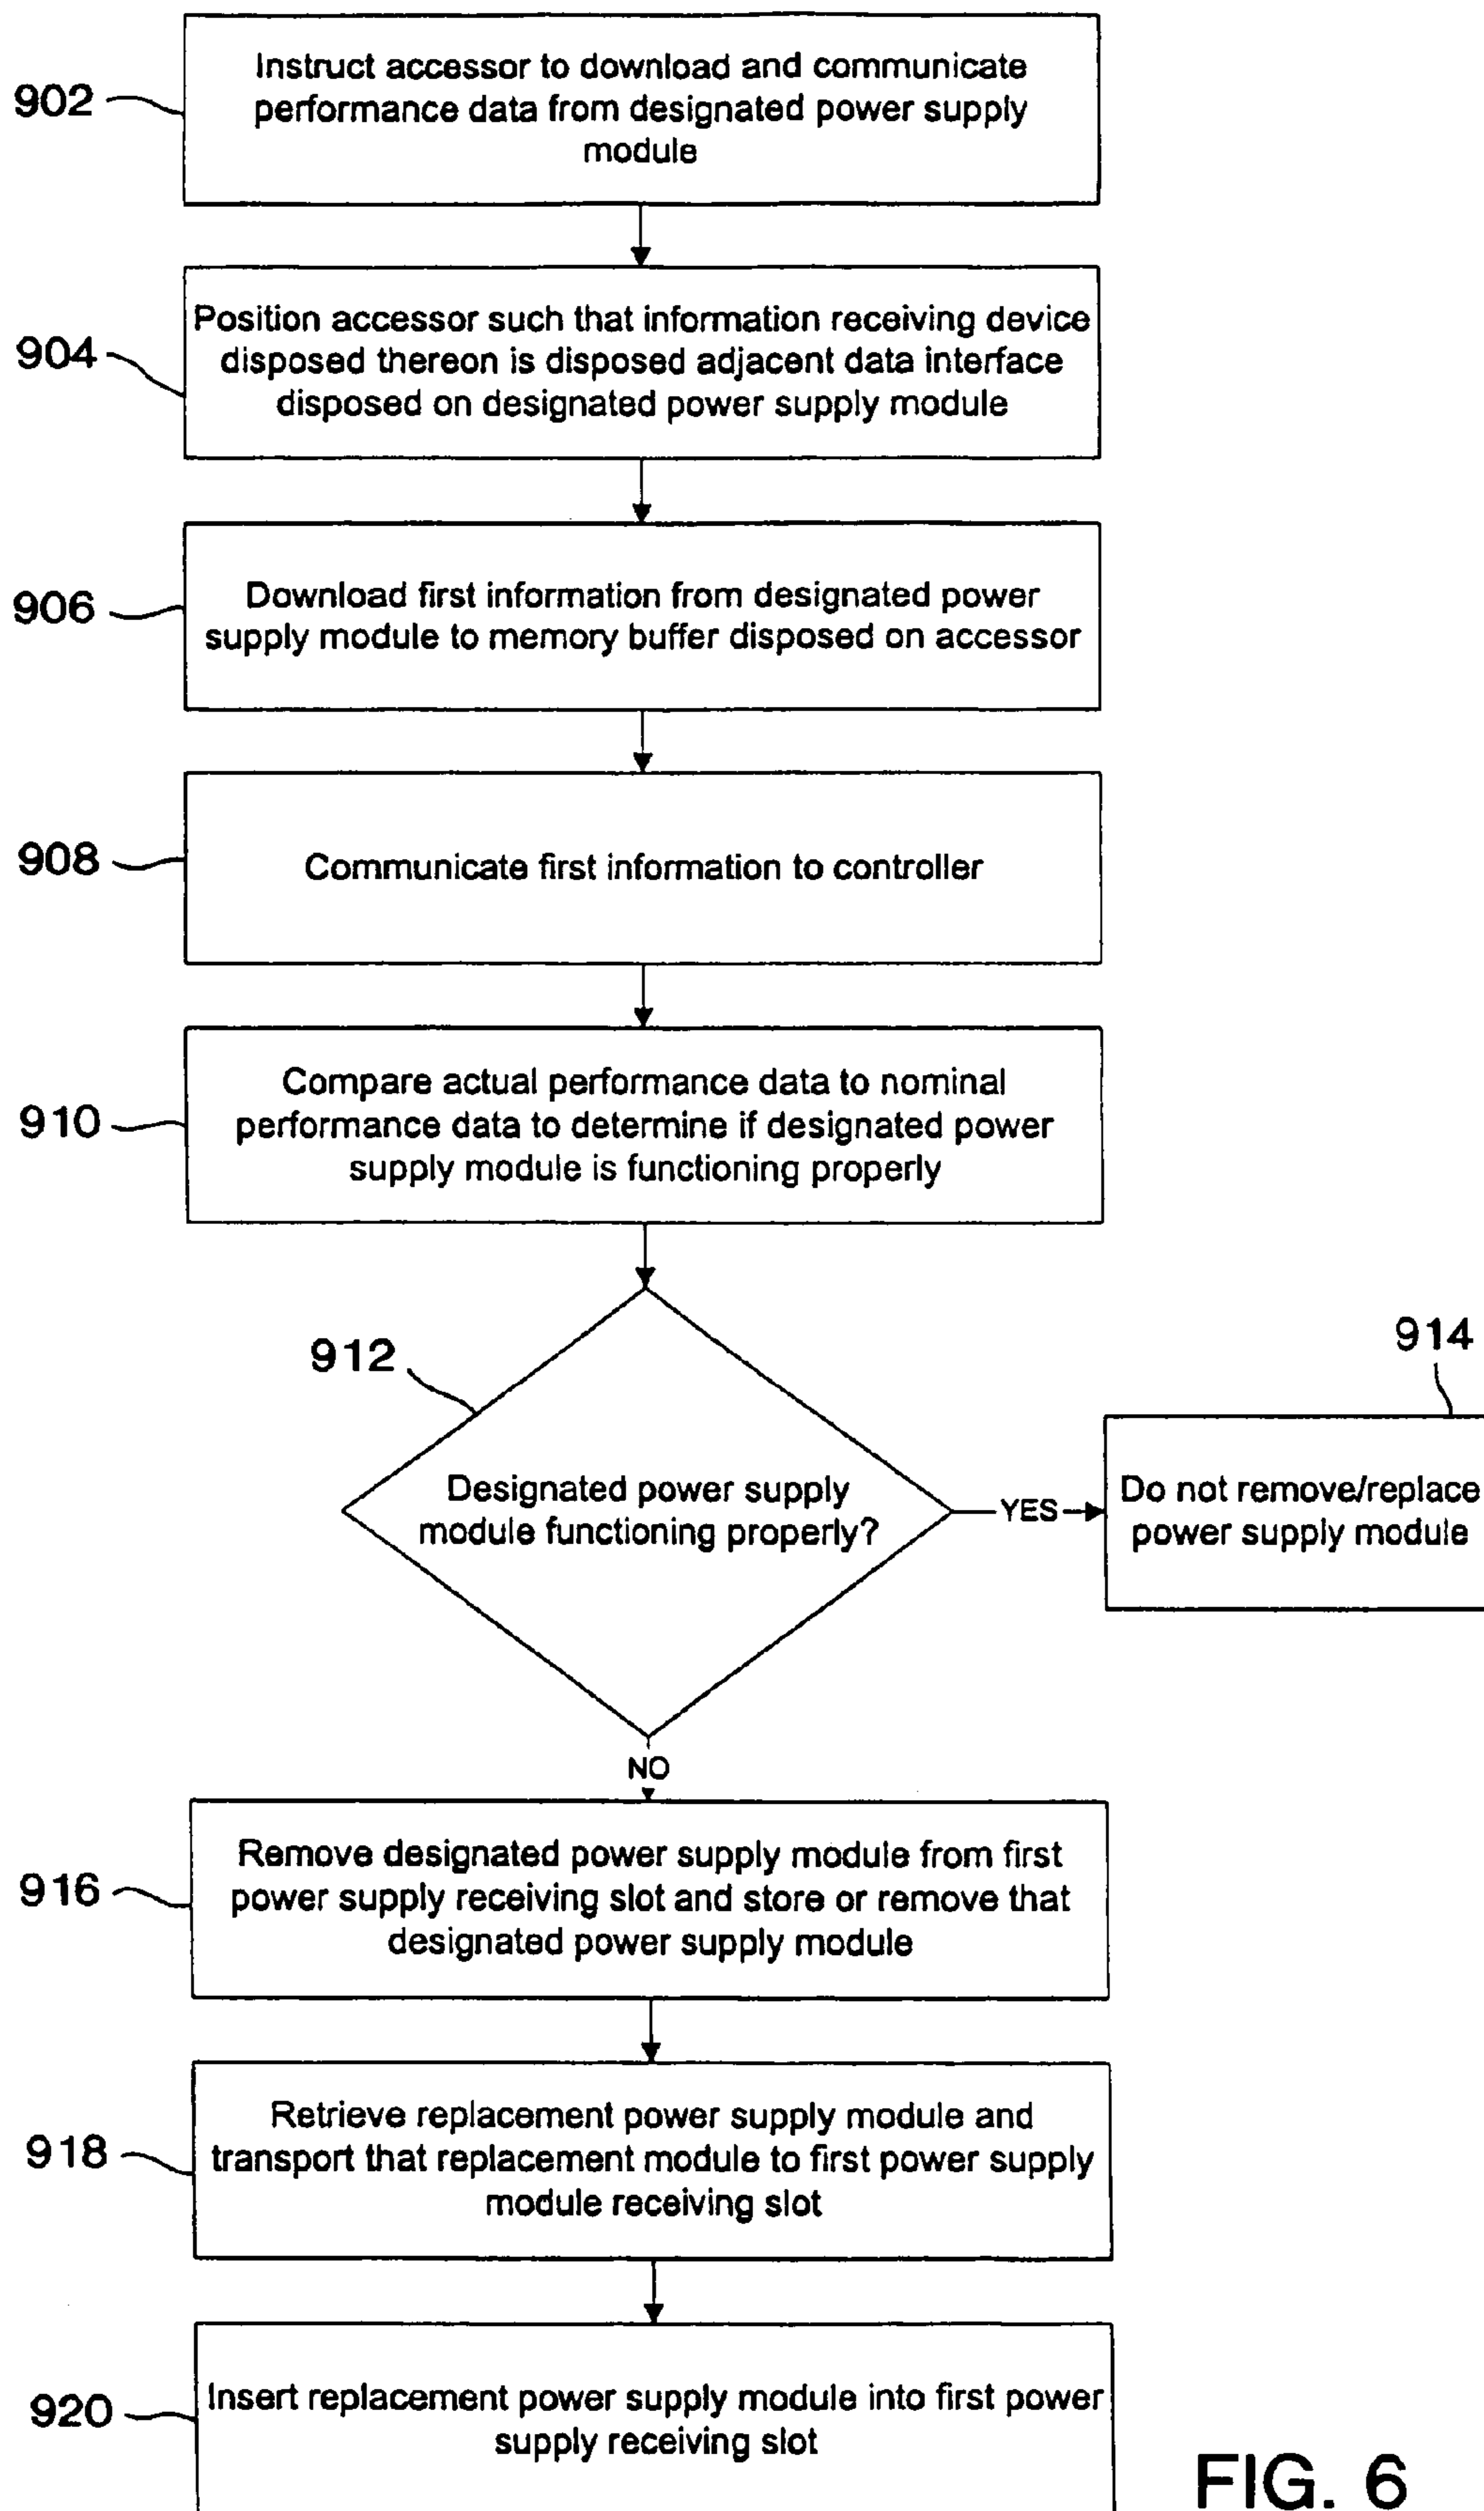 902
Instruct accessor to download and communicate
performance data from designated power supply
module
904
Position accessor such that information receiving device
disposed thereon is disposed adjacent data interface
disposed on designated power supply module
906
Download first information from designated power
supply module to memory buffer disposed on accessor
908
Communicate first information to controller
910
Compare actual performance data to nominal
performance data to determine if designated power
supply module is functioning properly
912
Designated power supply
module functioning properly?
YES
914
Do not remove/replace
power supply module
NO
916
Remove designated power supply module from first
power supply receiving slot and store or remove that
designated power supply module
918
Retrieve replacement power supply module and
transport that replacement module to first power supply
module receiving slot
920
Insert replacement power supply module into first power
supply receiving slot
FIG. 6